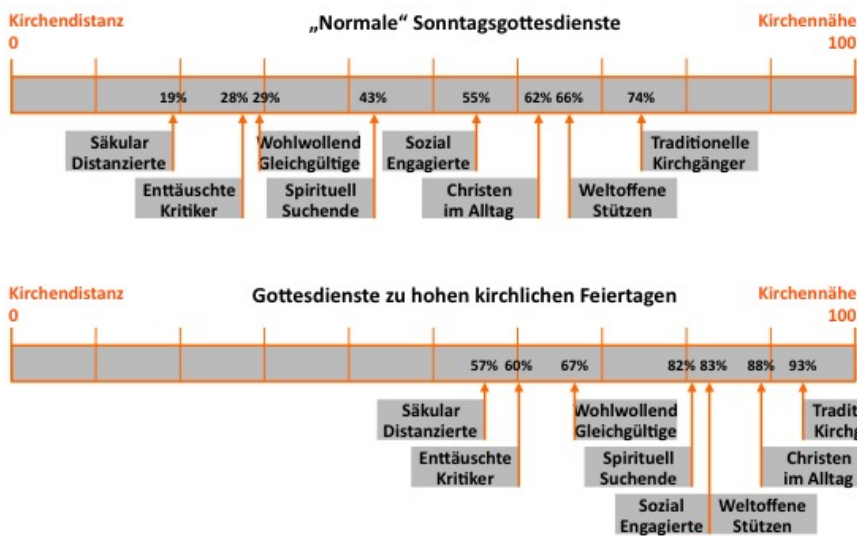 Kirchendistanz „Normale“ Sonntagsgottesdienste Kirchennähe
0 100
19% 28% 29% 43% 55% 62% 66% 74%
Säkular Wohlwollend Sozial Traditionelle
Distanzierte Gleichgültige Engagierte Kirchgänger
Enttäuschte Spirituell Christen Weltoffene
Kritiker Suchende im Alltag Stützen
Kirchendistanz Gottesdienste zu hohen kirchlichen Feiertagen Kirchennähe
0 100
57% 60% 67% 82% 83% 88% 93%
Säkular Wohlwollend Tradit
Distanzierte Gleichgültige Kirchg
Enttäuschte Spirituell Christen
Kritiker Suchende im Alltag
Sozial Weltoffene
Engagierte Stützen